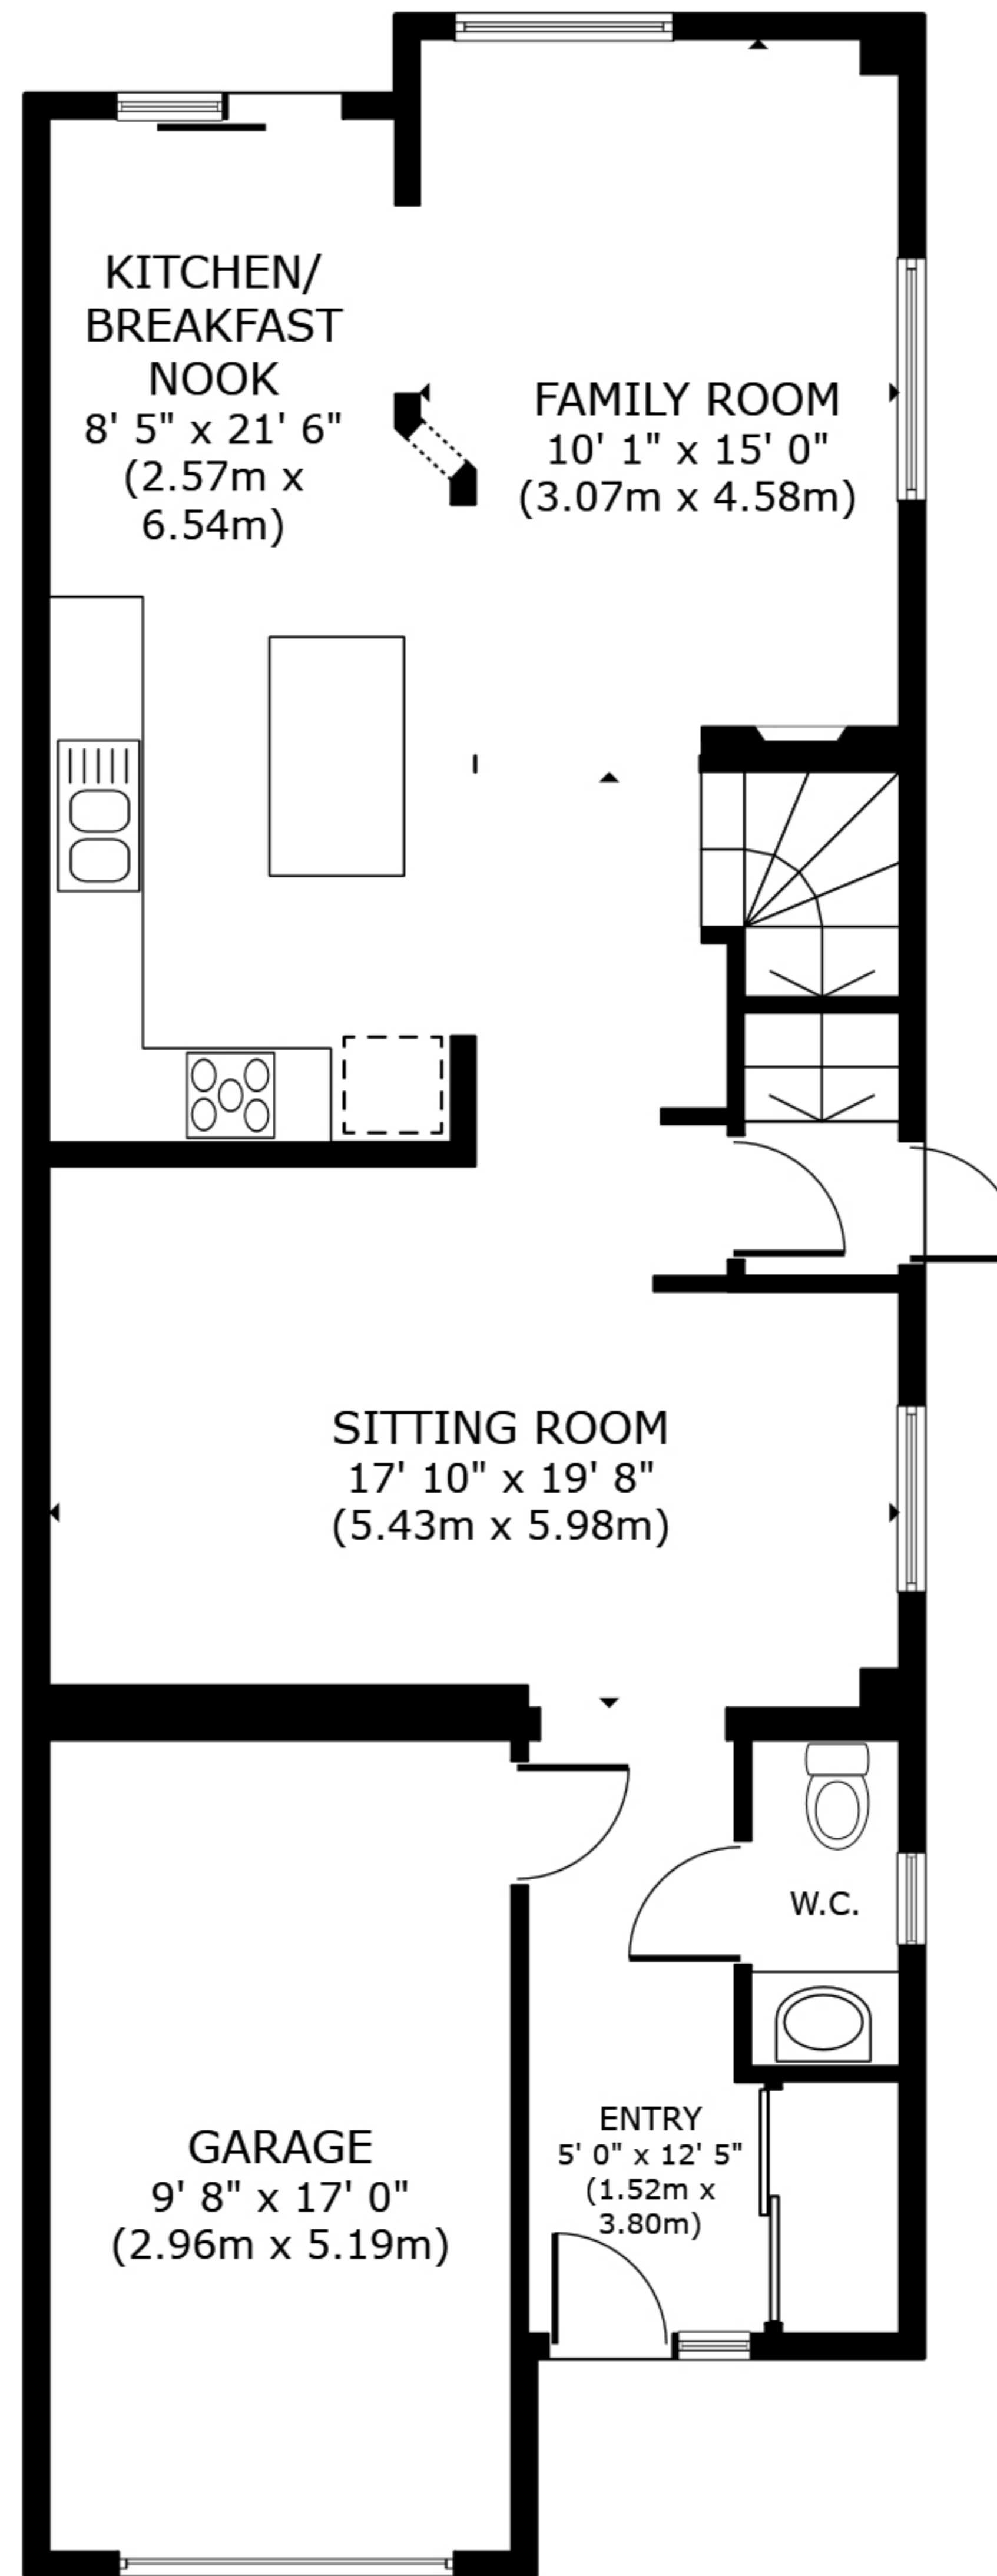 KITCHEN/
BREAKFAST
NOOK
8' 5" x 21' 6"
(2.57m x
6.54m)
FAMILY ROOM
10' 1" x 15' 0"
(3.07m x 4.58m)
SITTING ROOM
17' 10" x 19' 8"
(5.43m x 5.98m)
W.C.
ENTRY
5' 0" x 12' 5"
(1.52m x
3.80m)
GARAGE
9' 8" x 17' 0"
(2.96m x 5.19m)